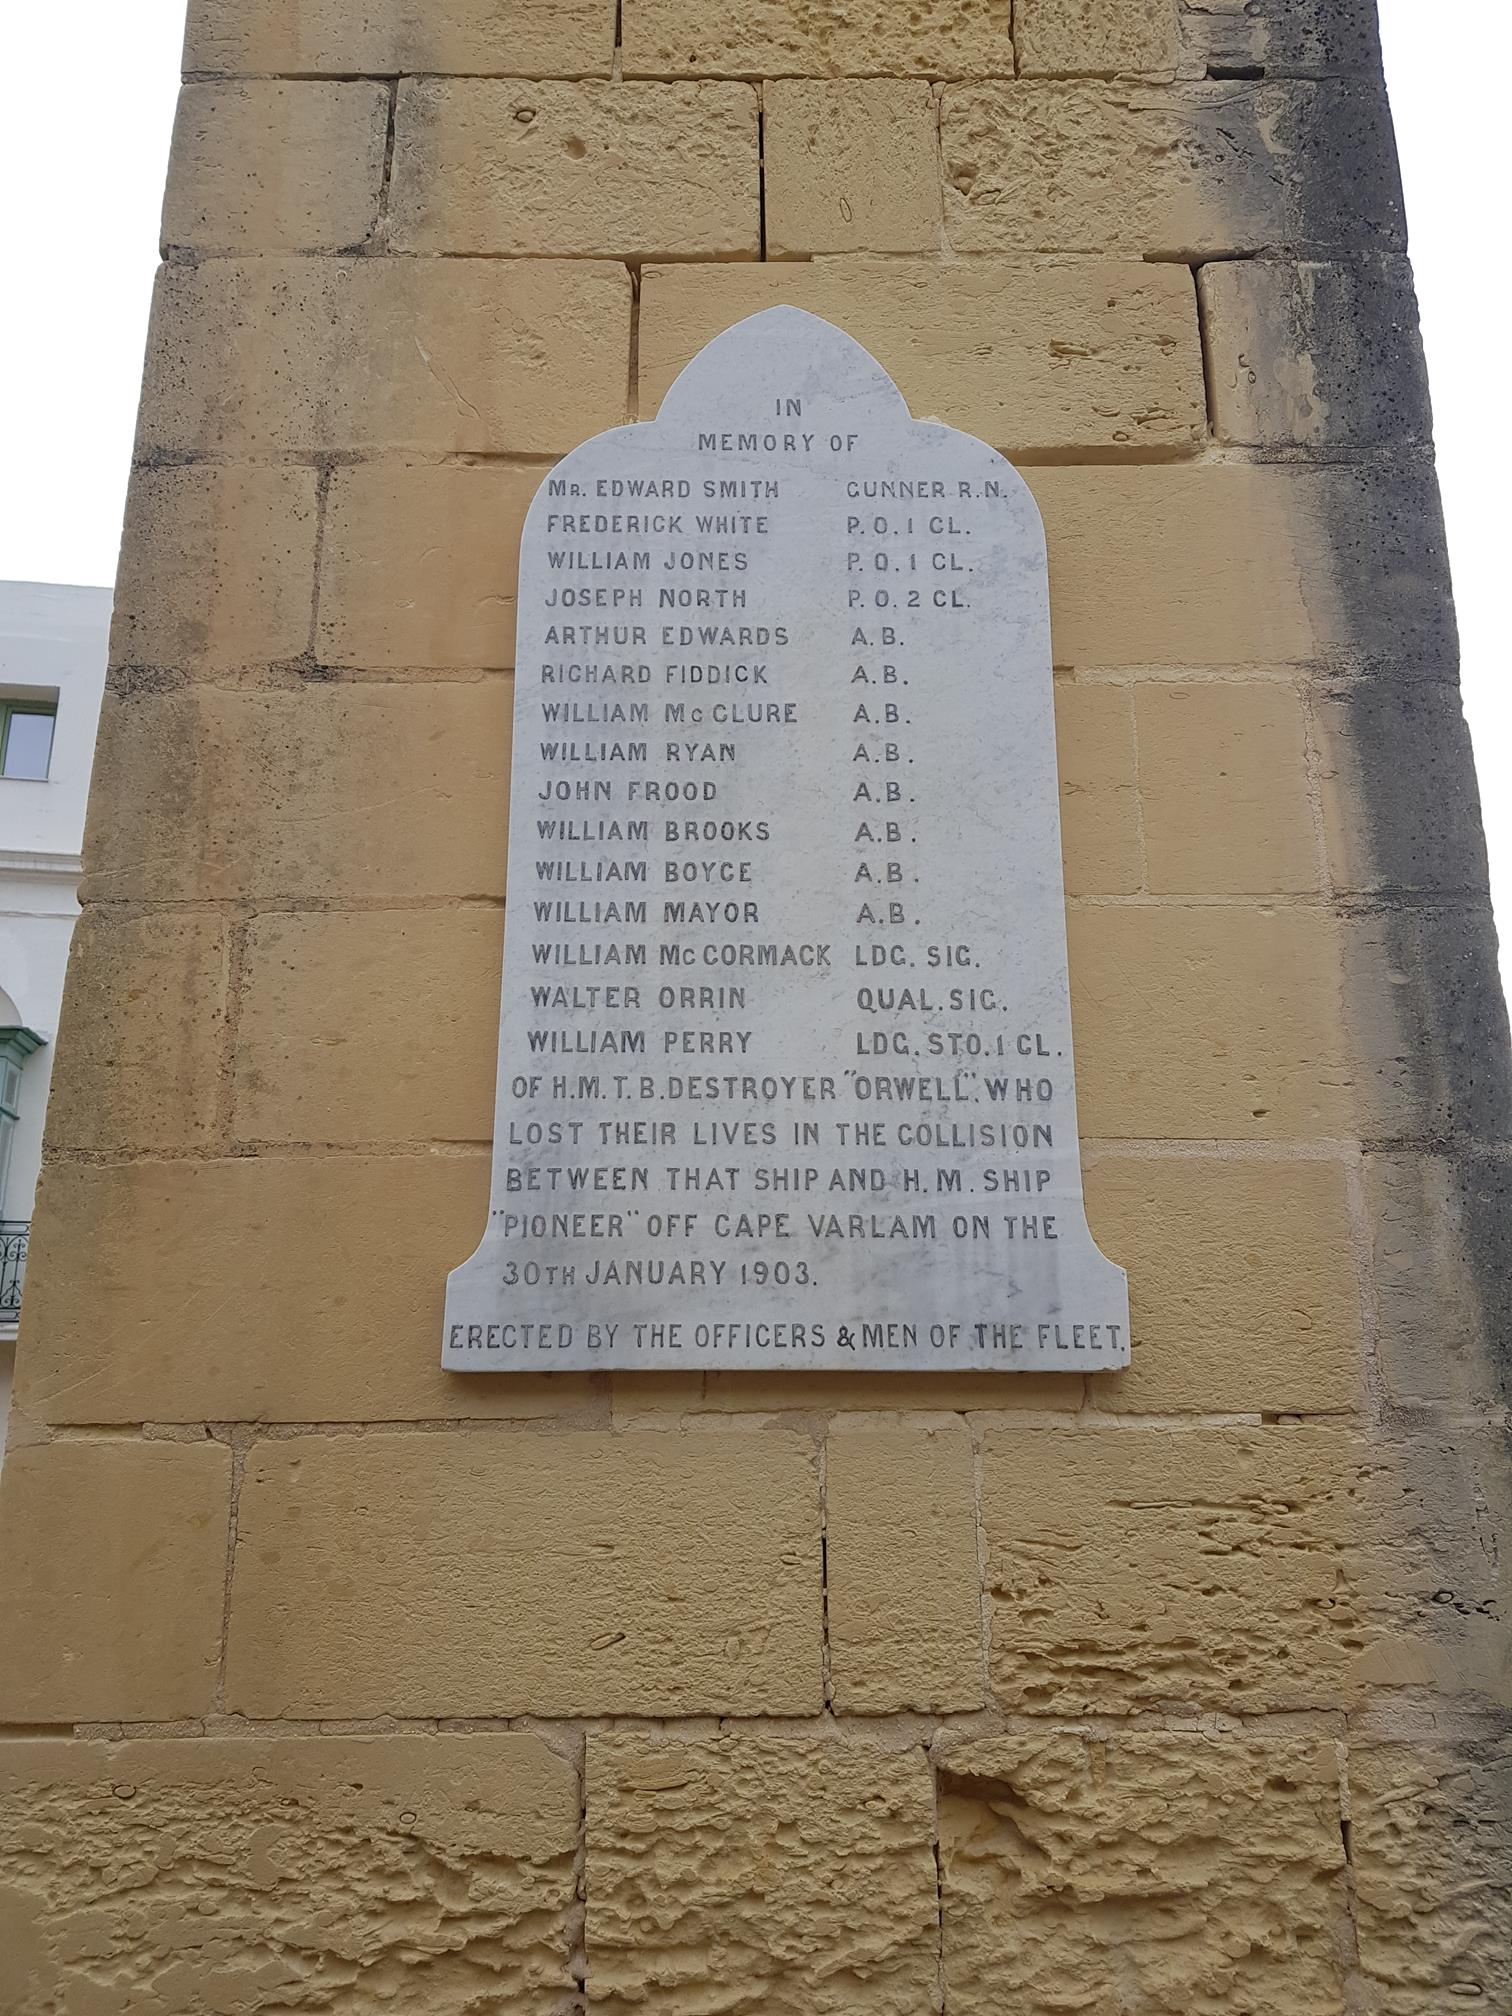 IN
MEMORY OF
MR. EDWARD SMITH GUNNER R.N.
FREDERICK WHITE P.O.1 CL.
WILLIAM JONES P.O.1 CL.
JOSEPH NORTH P.O.2 CL.
ARTHUR EDWARDS A.B.
RICHARD FIDDICK A.B.
WILLIAM MCCLURE A.B.
WILLIAM RYAN A.B.
JOHN FROOD A.B.
WILLIAM BROOKS A.B.
WILLIAM BOYCE A.B.
WILLIAM MAYOR A.B.
WILLIAM MCCORMACK LDG. SIG.
WALTER ORRIN QUAL. SIG.
WILLIAM PERRY LDG. STO. 1 CL.
OF H.M.T.B. DESTROYER "ORWELL". WHO
LOST THEIR LIVES IN THE COLLISION
BETWEEN THAT SHIP AND H.M. SHIP
"PIONEER" OFF CAPE VARLAM ON THE
30TH JANUARY 1903.
ERECTED BY THE OFFICERS & MEN OF THE FLEET.